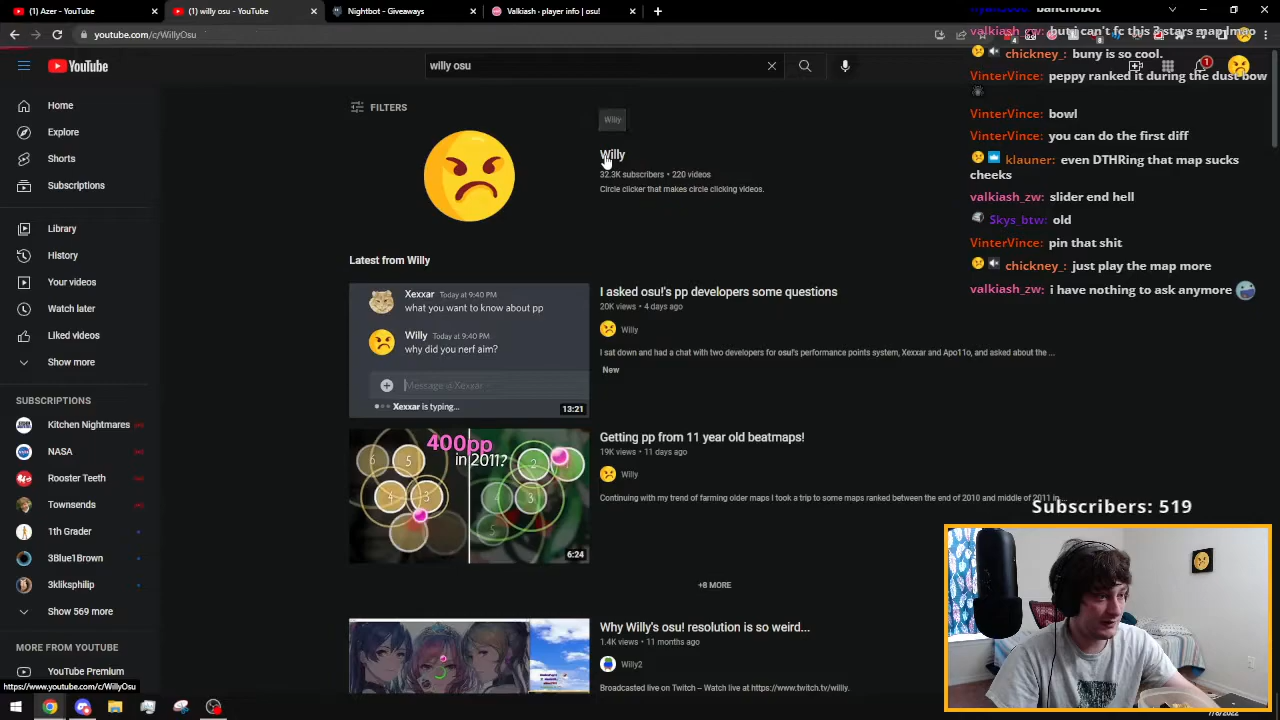 (1) Azer - YouTube
(1) willy osu - YouTube
Nightbot - Giveaways
Valkiash · player info | osu!
banchobot
youtube.com/c/WillyOsu
valkiash_zw: but i can't fc this 3 stars map lmao
YouTube
willy osu
chickney_: buny is so cool.
VinterVince: peppy ranked it during the dust bow
VinterVince: bowl
VinterVince: you can do the first diff
klauner: even DTHRing that map sucks
cheeks
valkiash_zw: slider end hell
Skys_btw: old
VinterVince: pin that shit
chickney_: just play the map more
valkiash_zw: i have nothing to ask anymore
Home
Explore
Shorts
Subscriptions
Library
History
Your videos
Watch later
Liked videos
Show more
SUBSCRIPTIONS
Kitchen Nightmares
NASA
Rooster Teeth
Townsends
1th Grader
3Blue1Brown
3kliksphilip
Show 569 more
MORE FROM YOUTUBE
YouTube Premium
https://www.youtube.com/c/WillyOsu
FILTERS
Willy
Willy
32.3K subscribers • 220 videos
Circle clicker that makes circle clicking videos.
Latest from Willy
Xexxar Today at 9:40 PM
what you want to know about pp
Willy Today at 9:40 PM
why did you nerf aim?
Message @Xexxar
Xexxar is typing...
13:21
I asked osu!'s pp developers some questions
20K views • 4 days ago
Willy
I sat down and had a chat with two developers for osu!'s performance points system, Xexxar and Apo11o, and asked about the ...
New
400pp
in 2011?
6:24
Getting pp from 11 year old beatmaps!
19K views • 11 days ago
Willy
Continuing with my trend of farming older maps I took a trip to some maps ranked between the end of 2010 and middle of 2011 in ...
+8 MORE
Why Willy's osu! resolution is so weird...
1.4K views • 11 months ago
Willy2
Broadcasted live on Twitch -- Watch live at https://www.twitch.tv/willly.
Subscribers: 519
7/8/2022